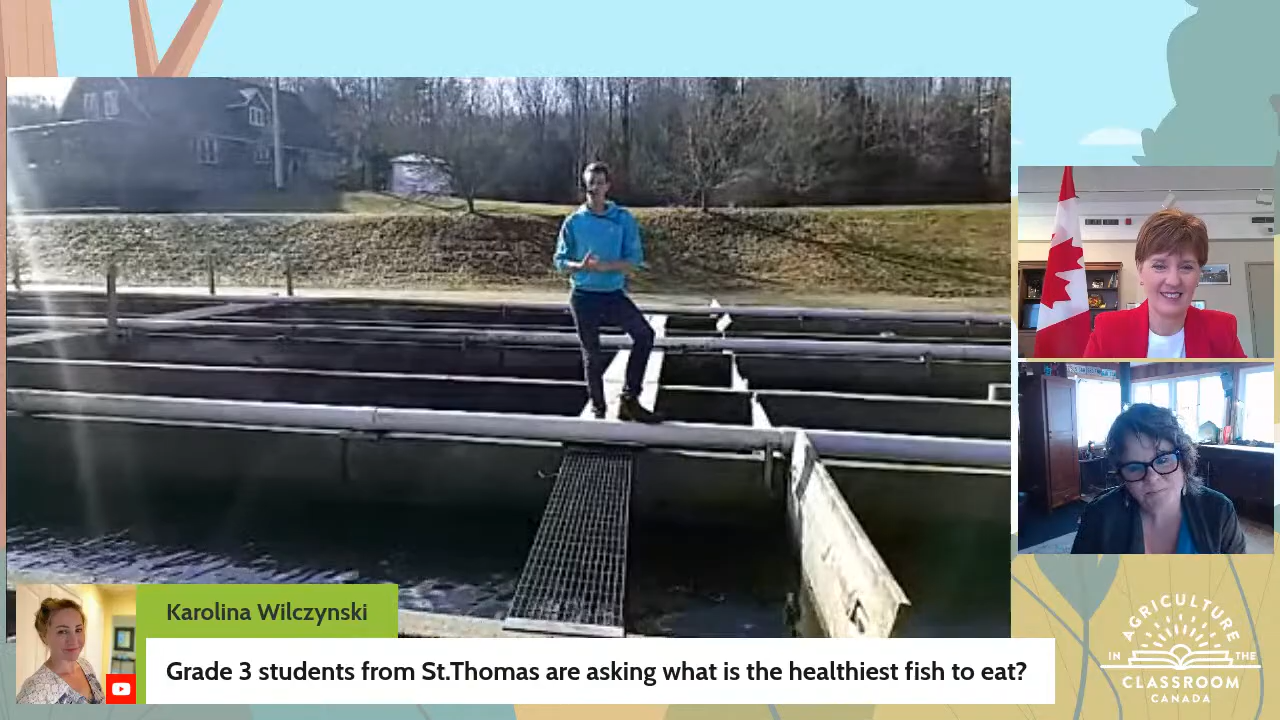 Karolina Wilczynski
Grade 3 students from St.Thomas are asking what is the healthiest fish to eat?
AGRICULTURE
IN THE
CLASSROOM
CANADA